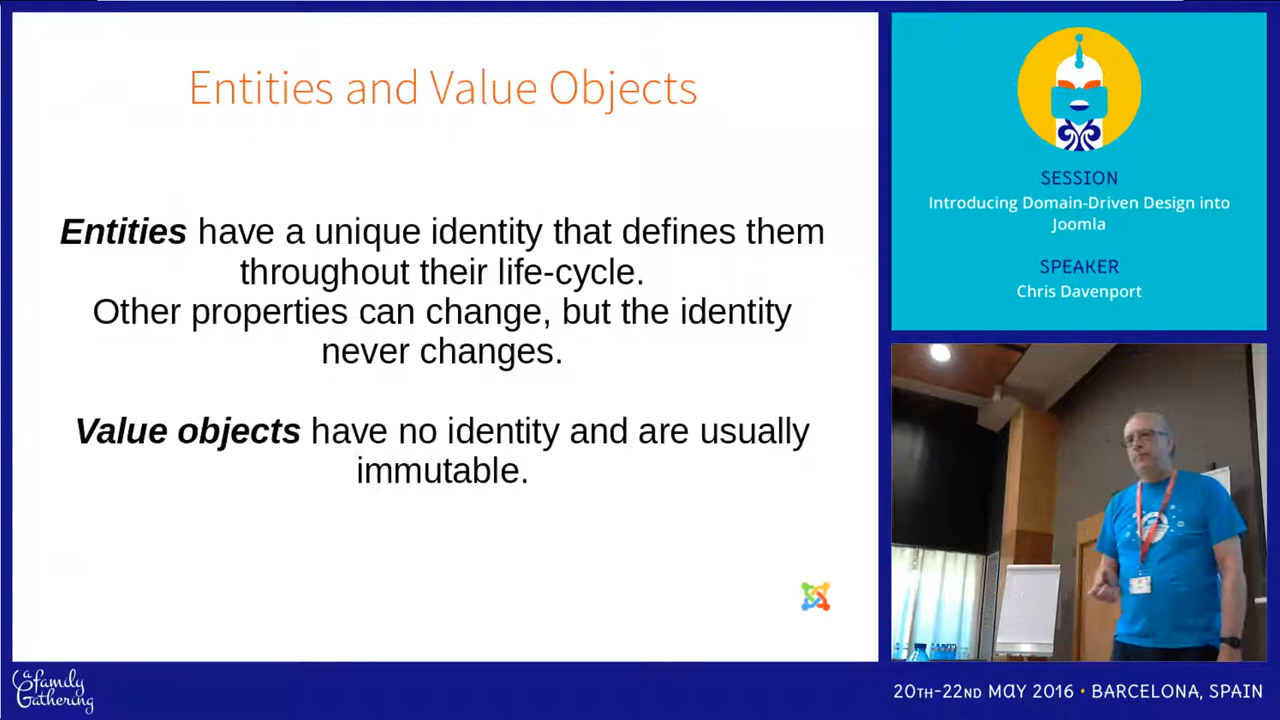 Entities and Value Objects
Entities have a unique identity that defines them
throughout their life-cycle.
Other properties can change, but the identity
never changes.
Value objects have no identity and are usually
immutable.
SESSION
Introducing Domain-Driven Design into
Joomla
SPEAKER
Chris Davenport
a family
Gathering
20TH-22ND MAY 2016 • BARCELONA, SPAIN